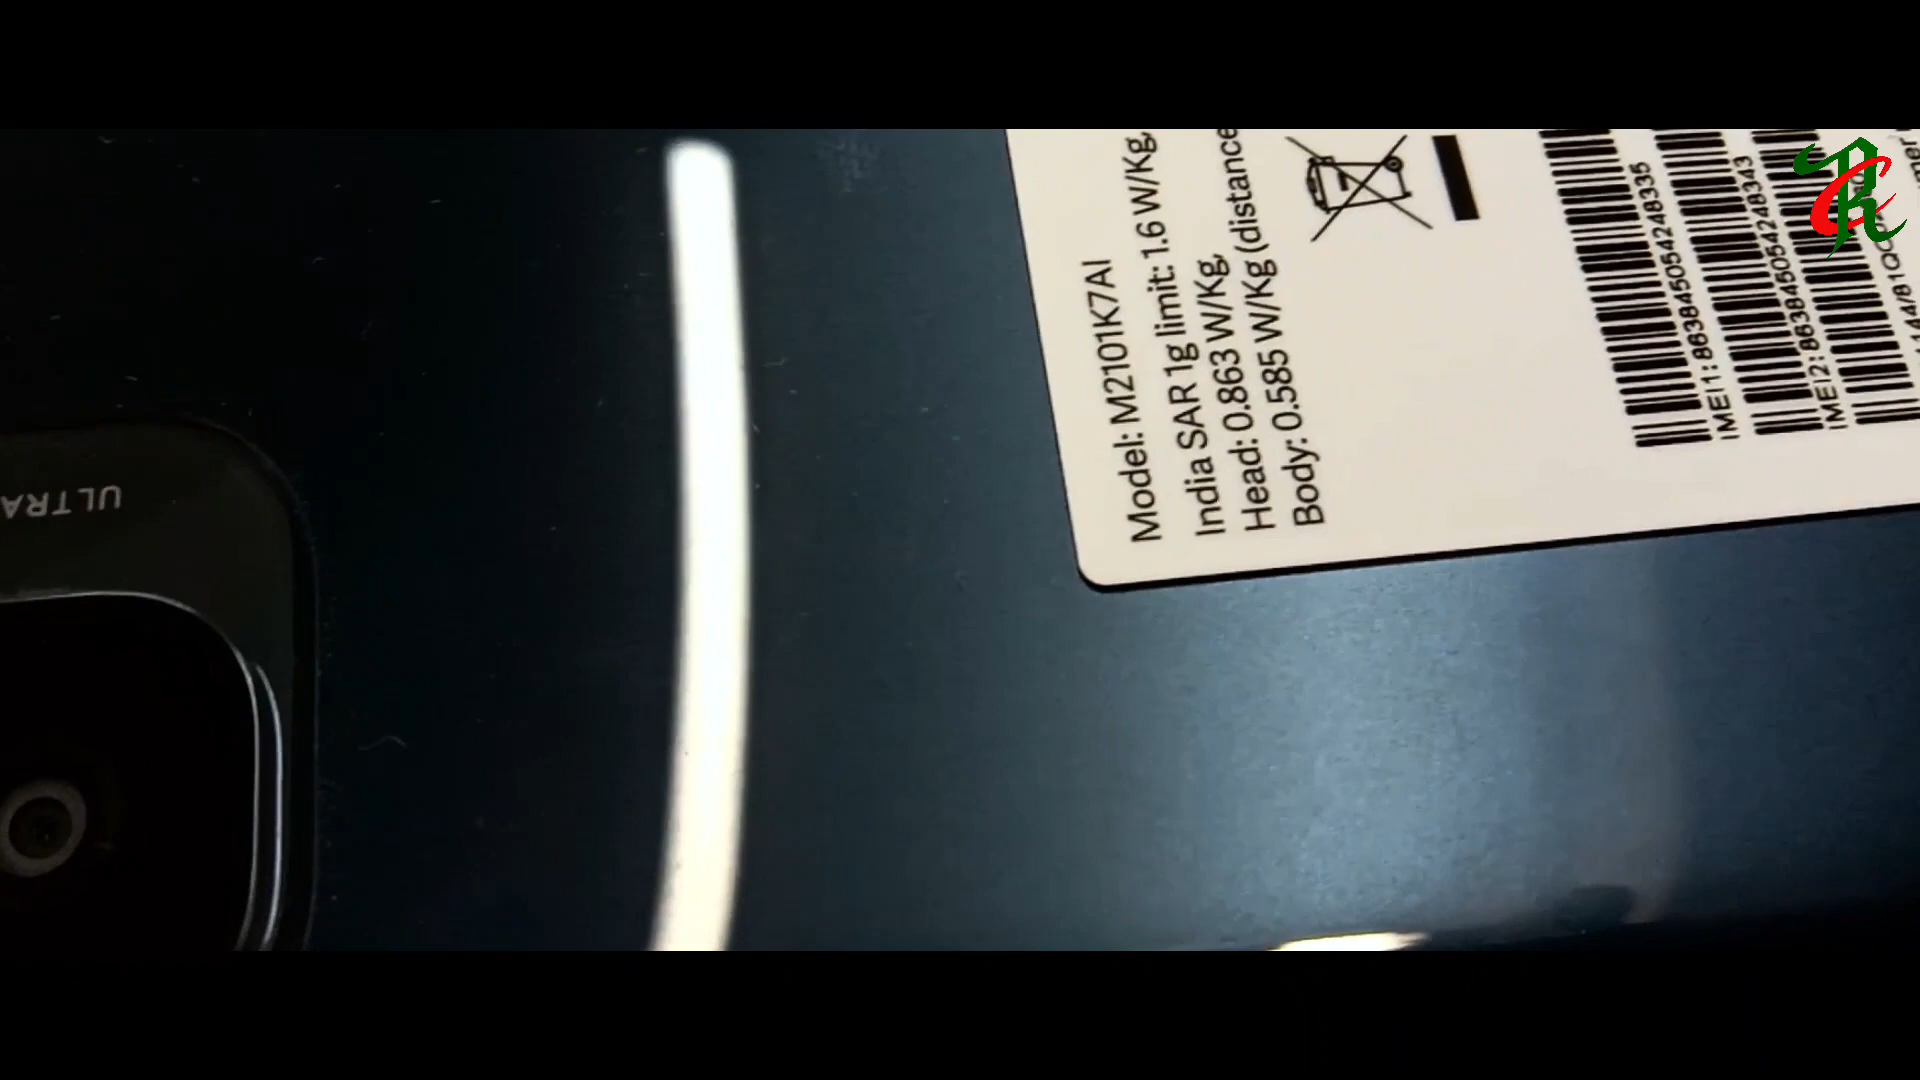 Model: M2101K7AI
India SAR 1g limit: 1.6 W/Kg,
Head: 0.863 W/Kg,
Body: 0.585 W/Kg (distance
IMEI1: 863845054248335
IMEI2: 863845054248343
ULTRA